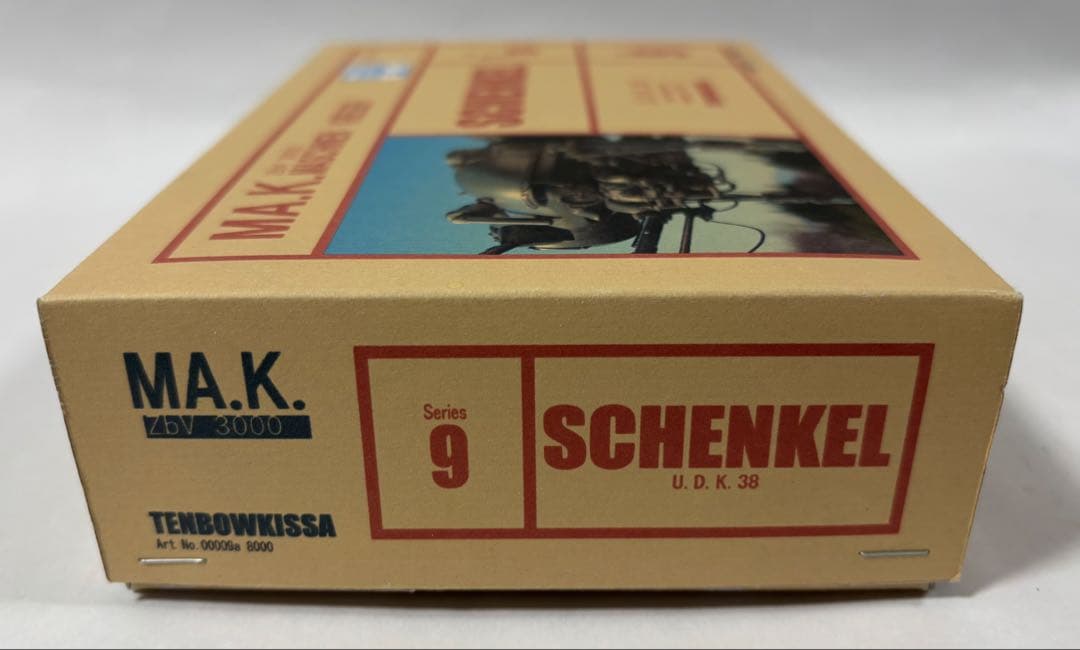 SCHENKEL
MA.K.
MA.K.
ZbV 3000
TENBOWKISSA
Art. No. 00009a 8000
Series
9
SCHENKEL
U. D. K. 38